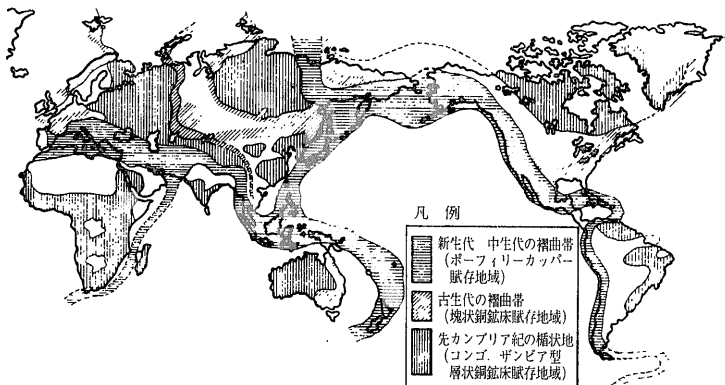 凡 例
新生代 中生代の褶曲帯
(ポーフィリーカッパー
賦存地域)
古生代の褶曲帯
(塊状銅鉱床賦存地域)
先カンブリア紀の楯状地
(コンゴ．ザンビア型
層状銅鉱床賦存地域)